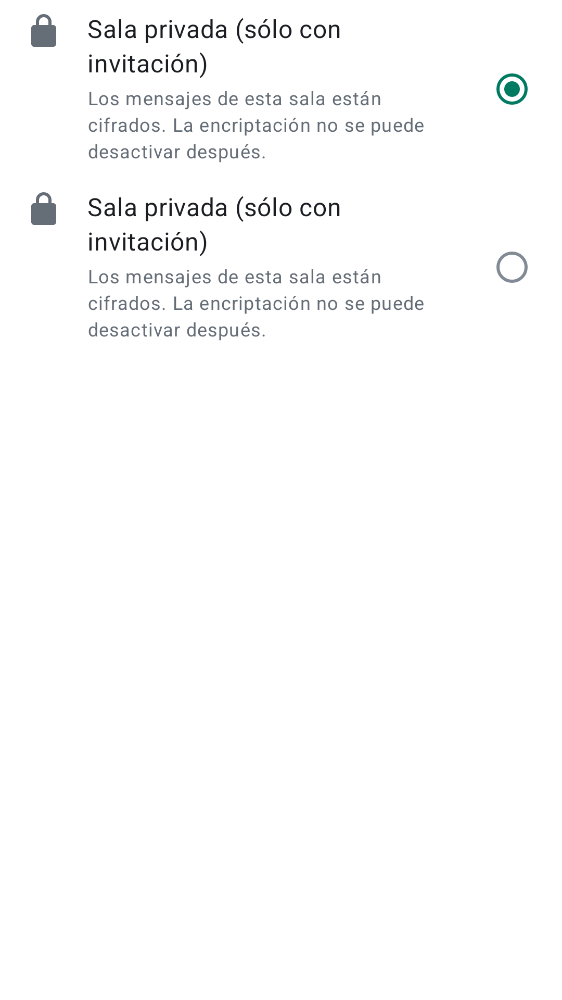 Sala privada (sólo con
invitación)
Los mensajes de esta sala están
cifrados. La encriptación no se puede
desactivar después.
Sala privada (sólo con
invitación)
Los mensajes de esta sala están
cifrados. La encriptación no se puede
desactivar después.